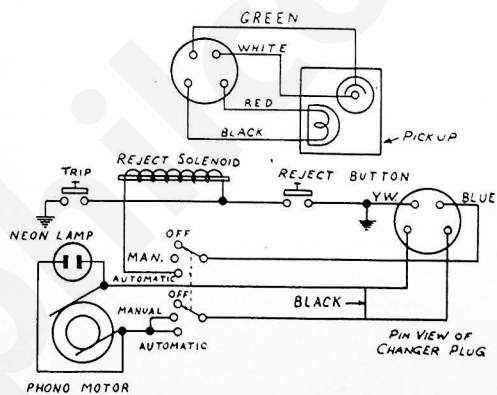 GREEN
WHITE
RED
BLACK
PICKUP
REJECT SOLENOID
TRIP
REJECT BUTTON
YW.
BLUE
NEON LAMP
OFF
MAN.
AUTOMATIC
OFF
MANUAL
BLACK
AUTOMATIC
PIN VIEW OF
CHANGER PLUG
PHONO MOTOR